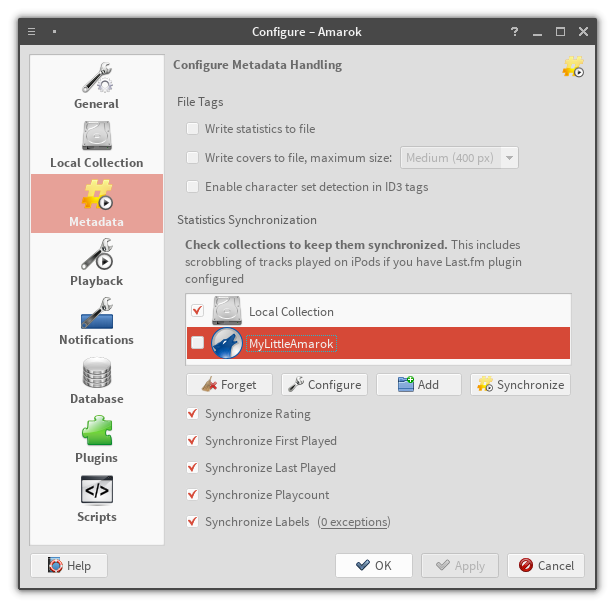 Configure – Amarok
?
General
Local Collection
Metadata
Playback
Notifications
Database
Plugins
</>
Scripts
Configure Metadata Handling
File Tags
Write statistics to file
Write covers to file, maximum size: Medium (400 px)
Enable character set detection in ID3 tags
Statistics Synchronization
Check collections to keep them synchronized. This includes
scrobbling of tracks played on iPods if you have Last.fm plugin
configured
Local Collection
MyLittleAmarok
Forget Configure Add Synchronize
Synchronize Rating
Synchronize First Played
Synchronize Last Played
Synchronize Playcount
Synchronize Labels (0 exceptions)
Help OK Apply Cancel